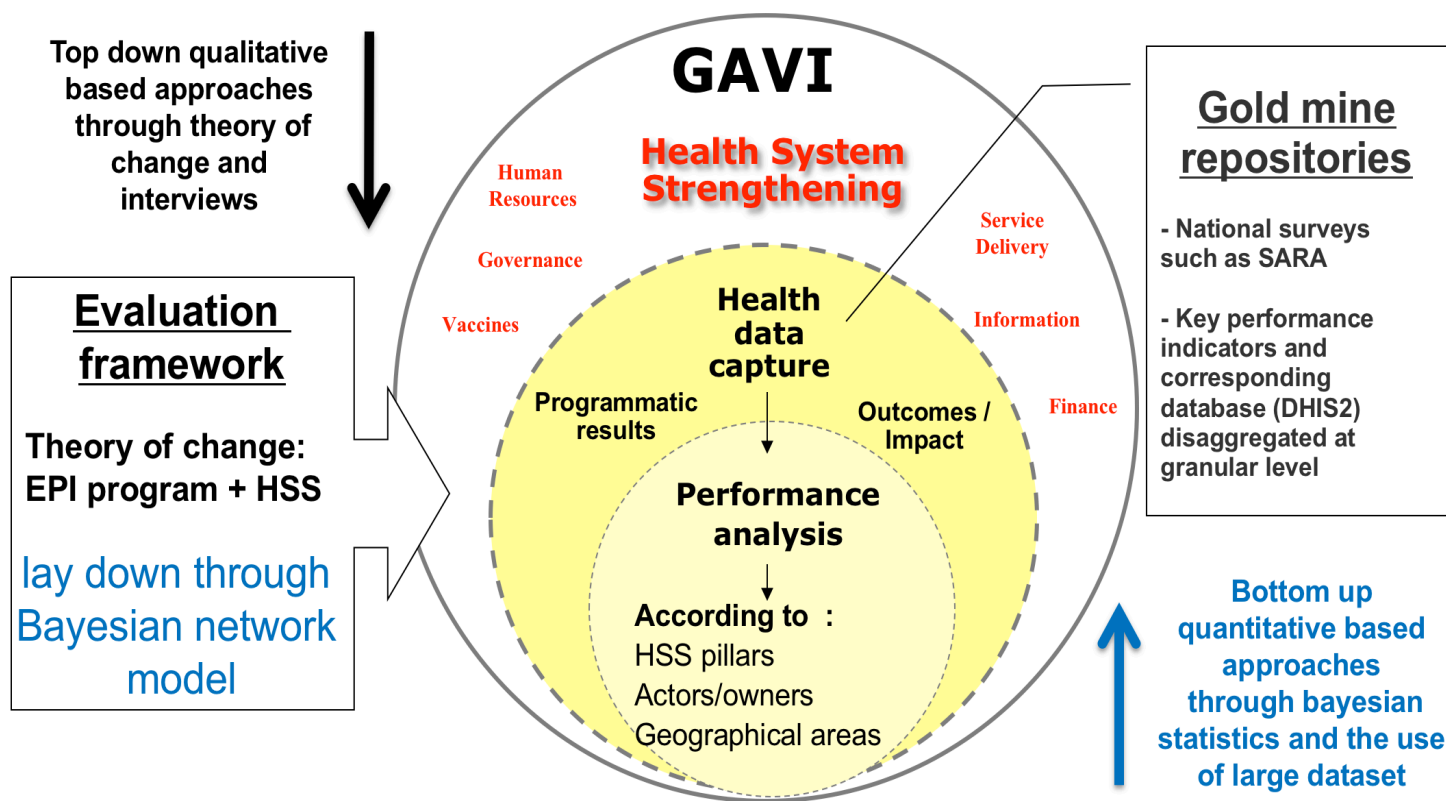 Top down qualitative
based approaches
through theory of
change and
interviews
Evaluation
framework
Theory of change:
EPI program + HSS
lay down through
Bayesian network
model
GAVI
Health System
Strengthening
Human
Resources
Governance
Vaccines
Service
Delivery
Information
Finance
Health
data
capture
Programmatic
results
Outcomes /
Impact
Performance
analysis
According to :
HSS pillars
Actors/owners
Geographical areas
Gold mine
repositories
- National surveys
such as SARA
- Key performance
indicators and
corresponding
database (DHIS2)
disaggregated at
granular level
Bottom up
quantitative based
approaches
through bayesian
statistics and the use
of large dataset